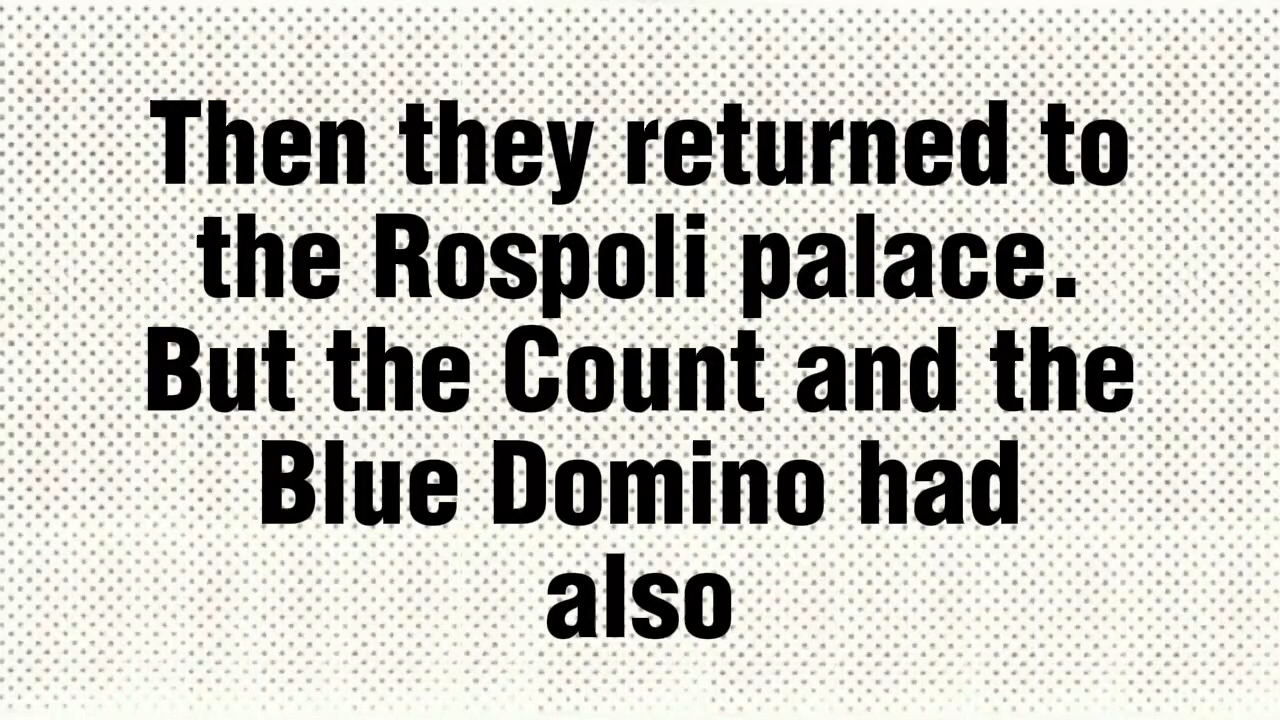 Then they returned to
the Rospoli palace.
But the Count and the
Blue Domino had
also